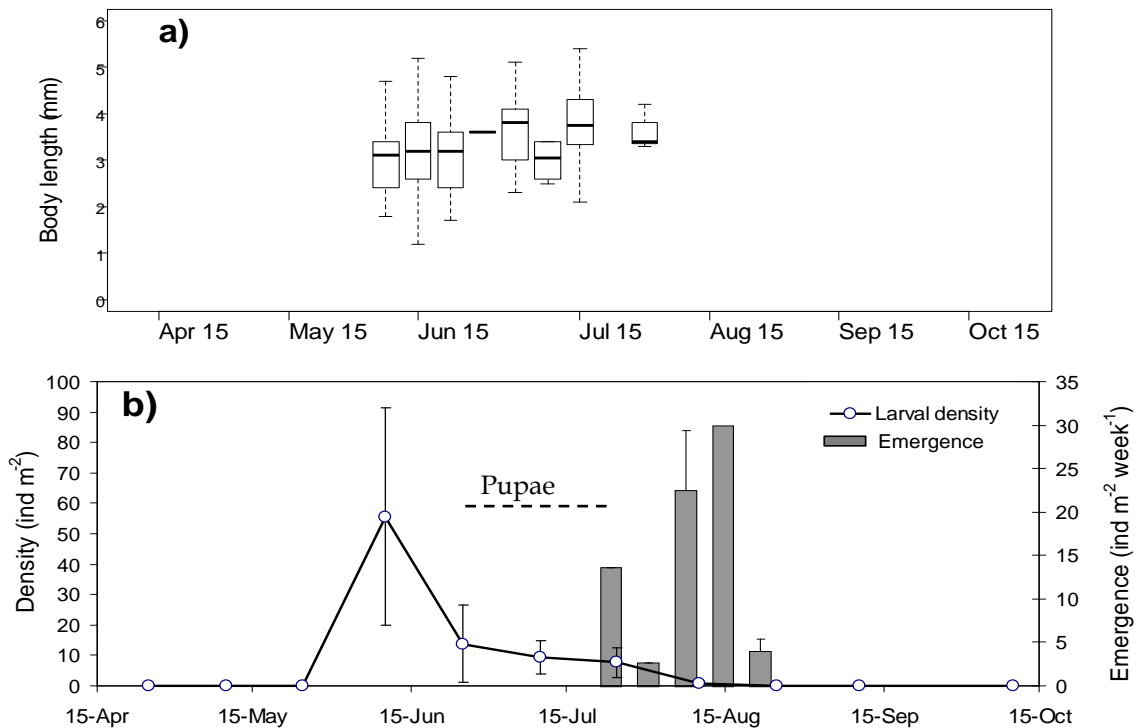 a)
6
5
4
3
2
1
0
Body length (mm)
Apr 15 May 15 Jun 15 Jul 15 Aug 15 Sep 15 Oct 15
b)
100
90
80
70
60
50
40
30
20
10
0
Density (ind m-2)
Pupae
Larval density
Emergence
35
30
25
20
15
10
5
0
Emergence (ind m-2 week-1)
15-Apr 15-May 15-Jun 15-Jul 15-Aug 15-Sep 15-Oct